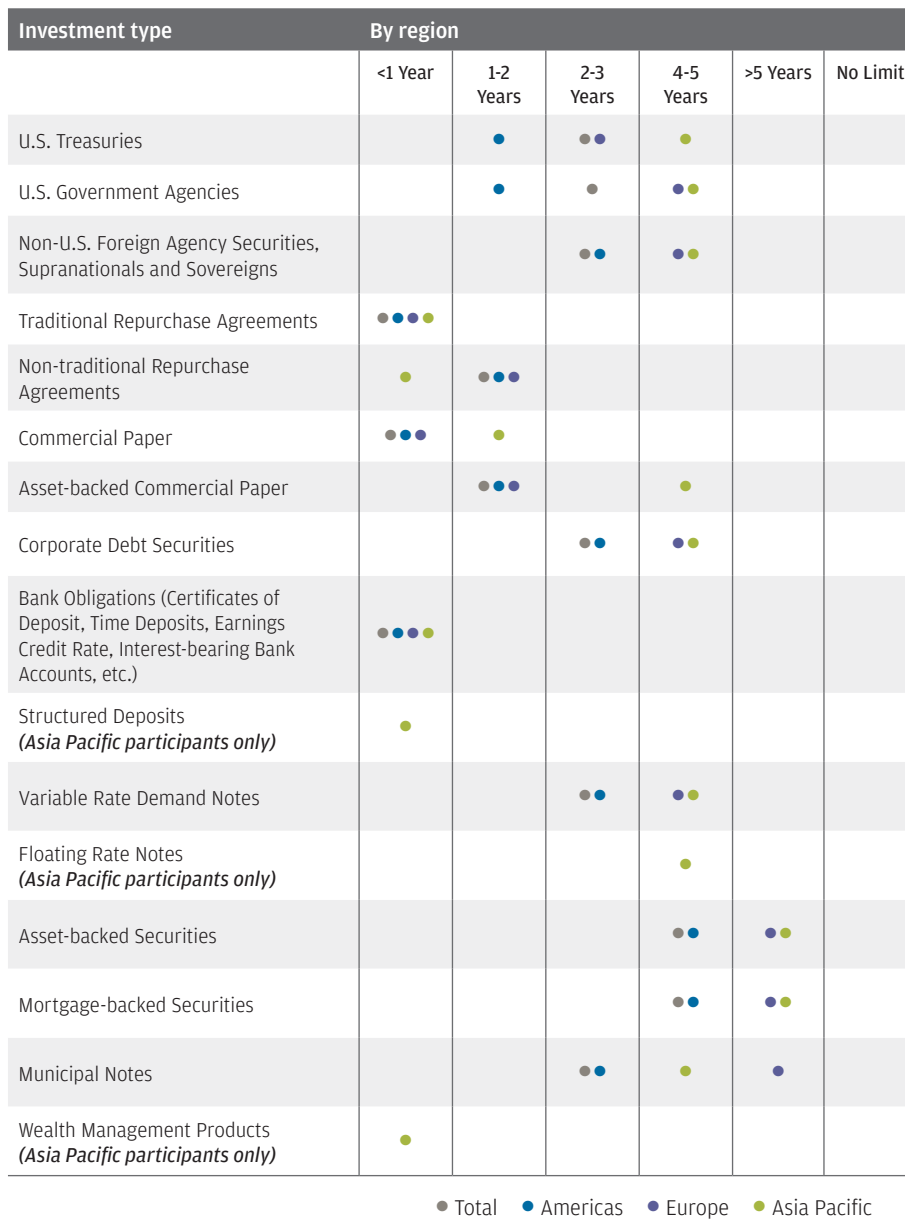 Investment type By region
<1 Year 1-2 Years 2-3 Years 4-5 Years >5 Years No Limit
U.S. Treasuries
U.S. Government Agencies
Non-U.S. Foreign Agency Securities,
Supranationals and Sovereigns
Traditional Repurchase Agreements
Non-traditional Repurchase
Agreements
Commercial Paper
Asset-backed Commercial Paper
Corporate Debt Securities
Bank Obligations (Certificates of
Deposit, Time Deposits, Earnings
Credit Rate, Interest-bearing Bank
Accounts, etc.)
Structured Deposits
(Asia Pacific participants only)
Variable Rate Demand Notes
Floating Rate Notes
(Asia Pacific participants only)
Asset-backed Securities
Mortgage-backed Securities
Municipal Notes
Wealth Management Products
(Asia Pacific participants only)
Total Americas Europe Asia Pacific